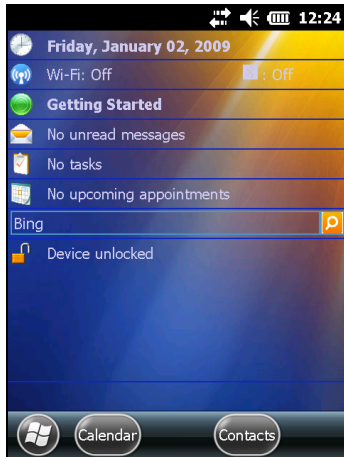 12:24
Friday, January 02, 2009
Wi-Fi: Off : Off
Getting Started
No unread messages
No tasks
No upcoming appointments
Bing
Device unlocked
Calendar Contacts